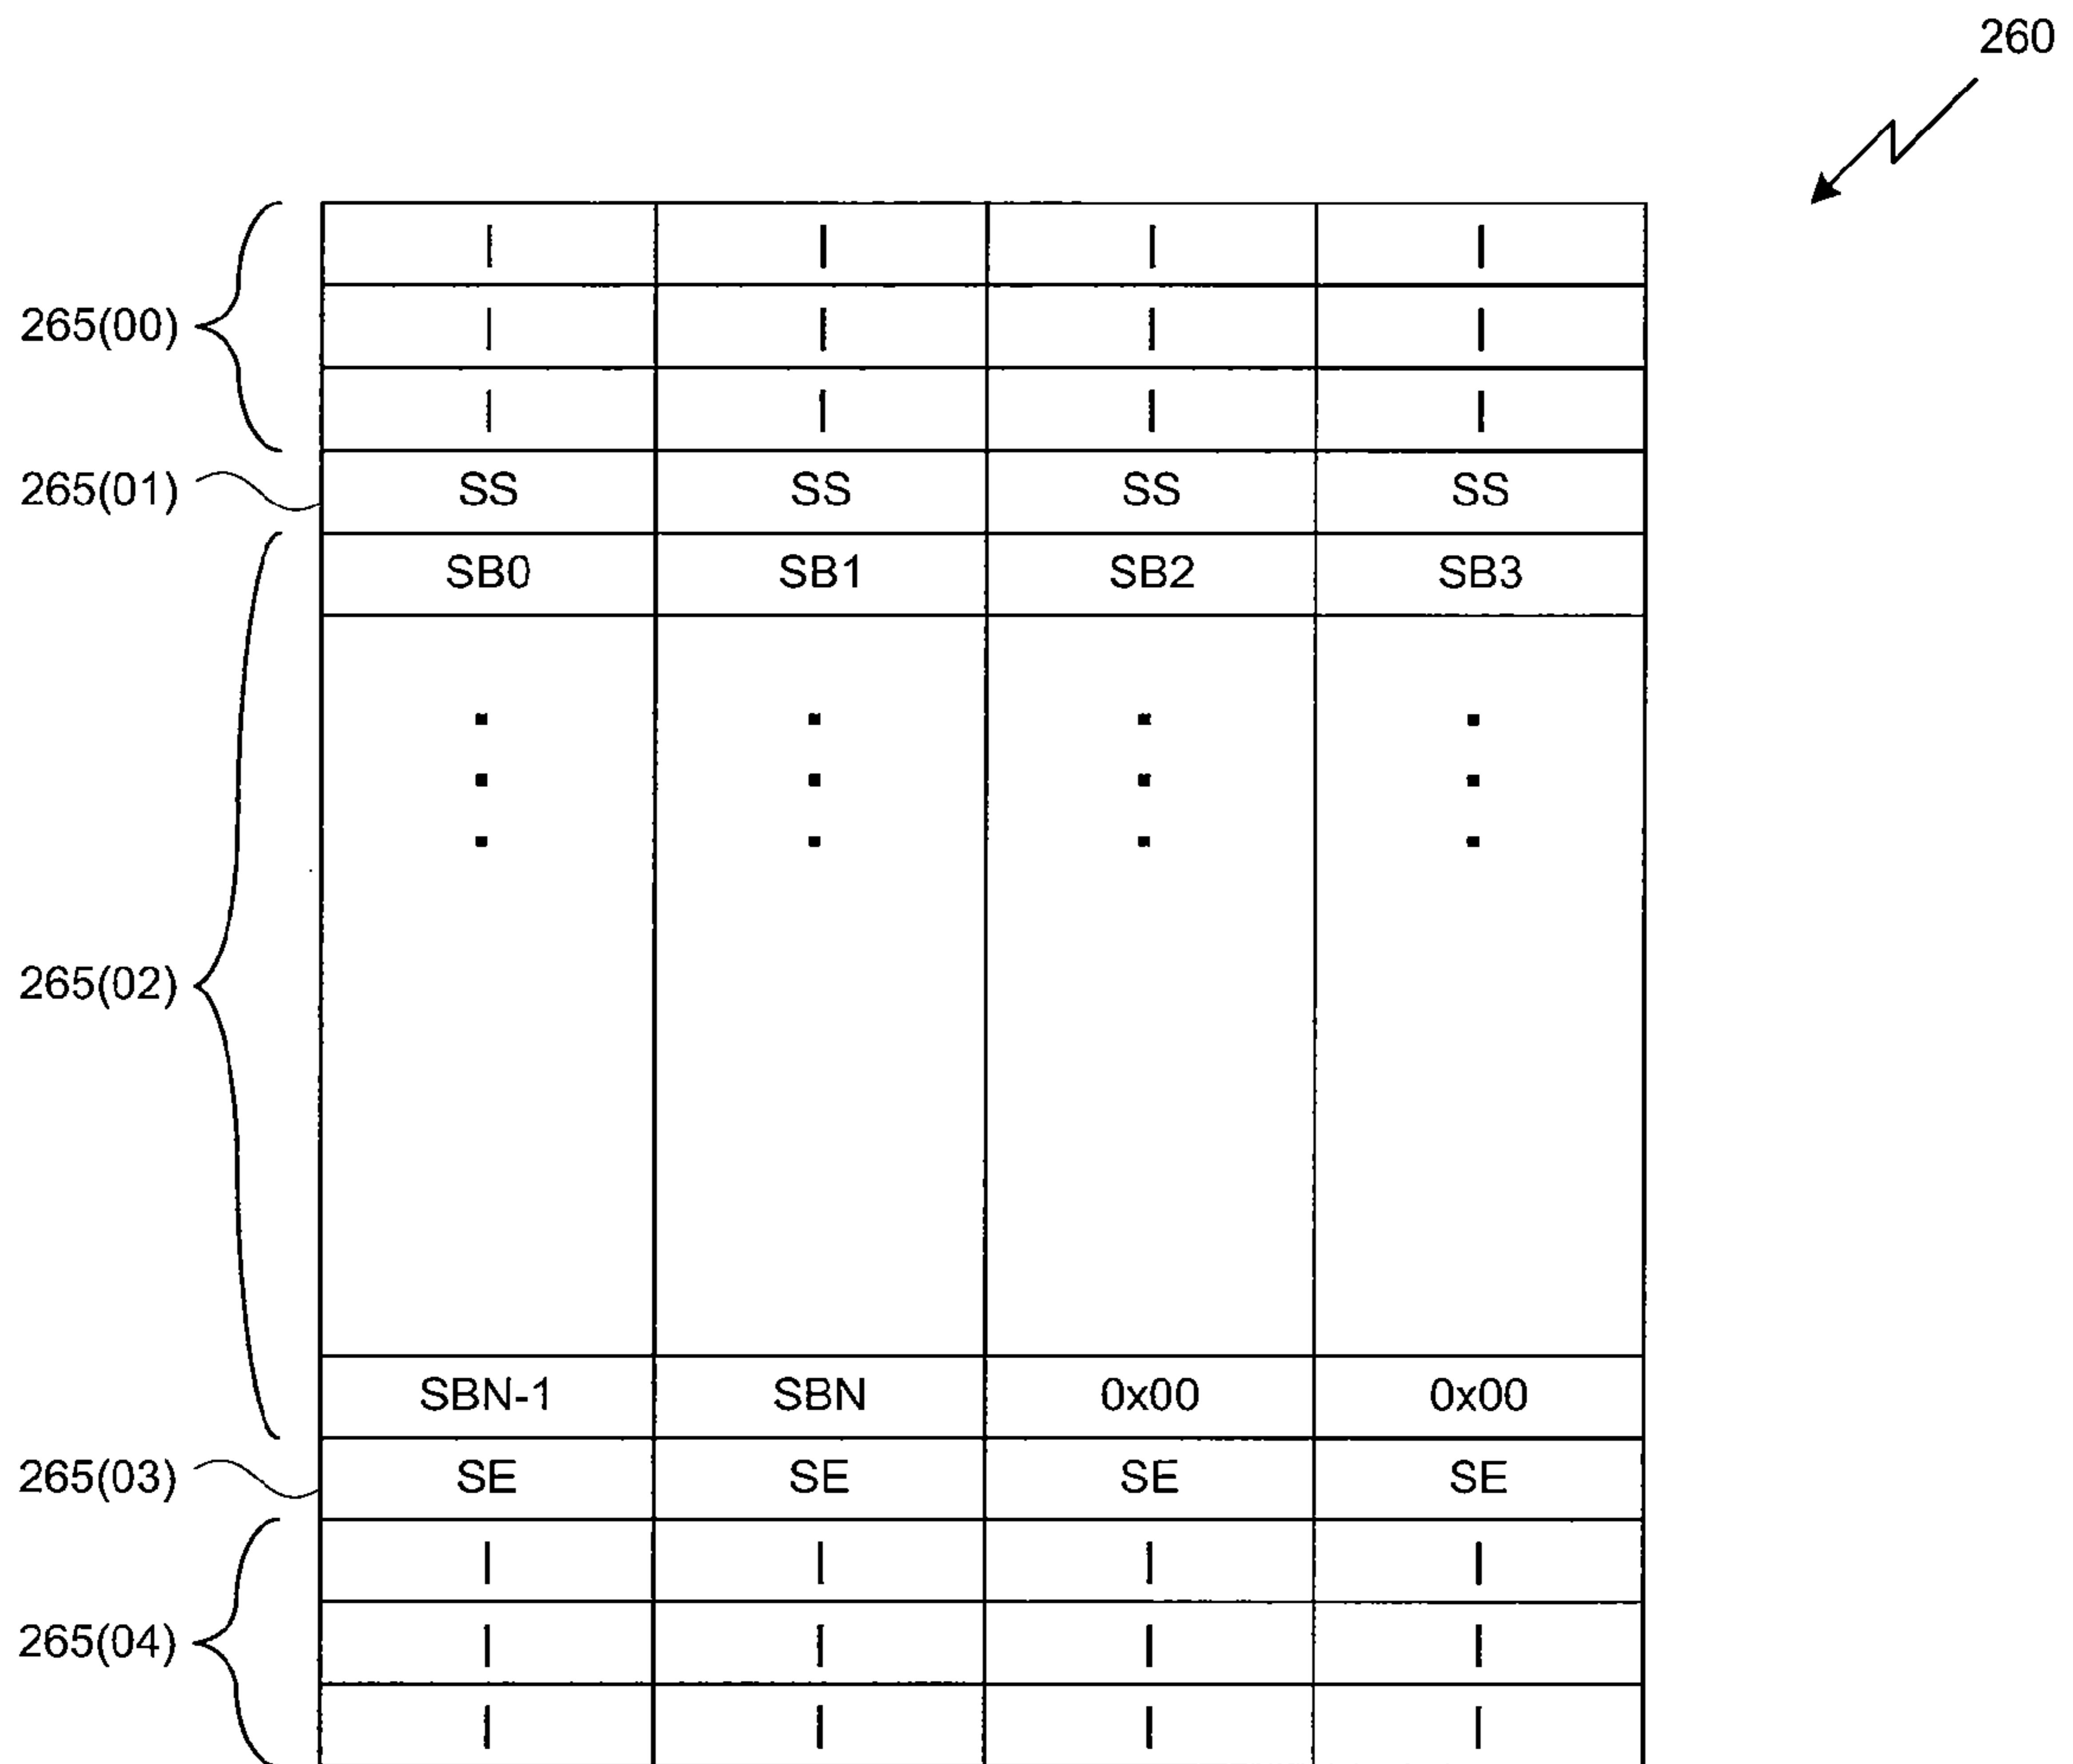 260
265(00) | | | |
| | | |
| | | |
265(01) SS SS SS SS
SB0 SB1 SB2 SB3
265(02)
SBN-1 SBN 0x00 0x00
265(03) SE SE SE SE
| | | |
265(04) | | | |
| | | |